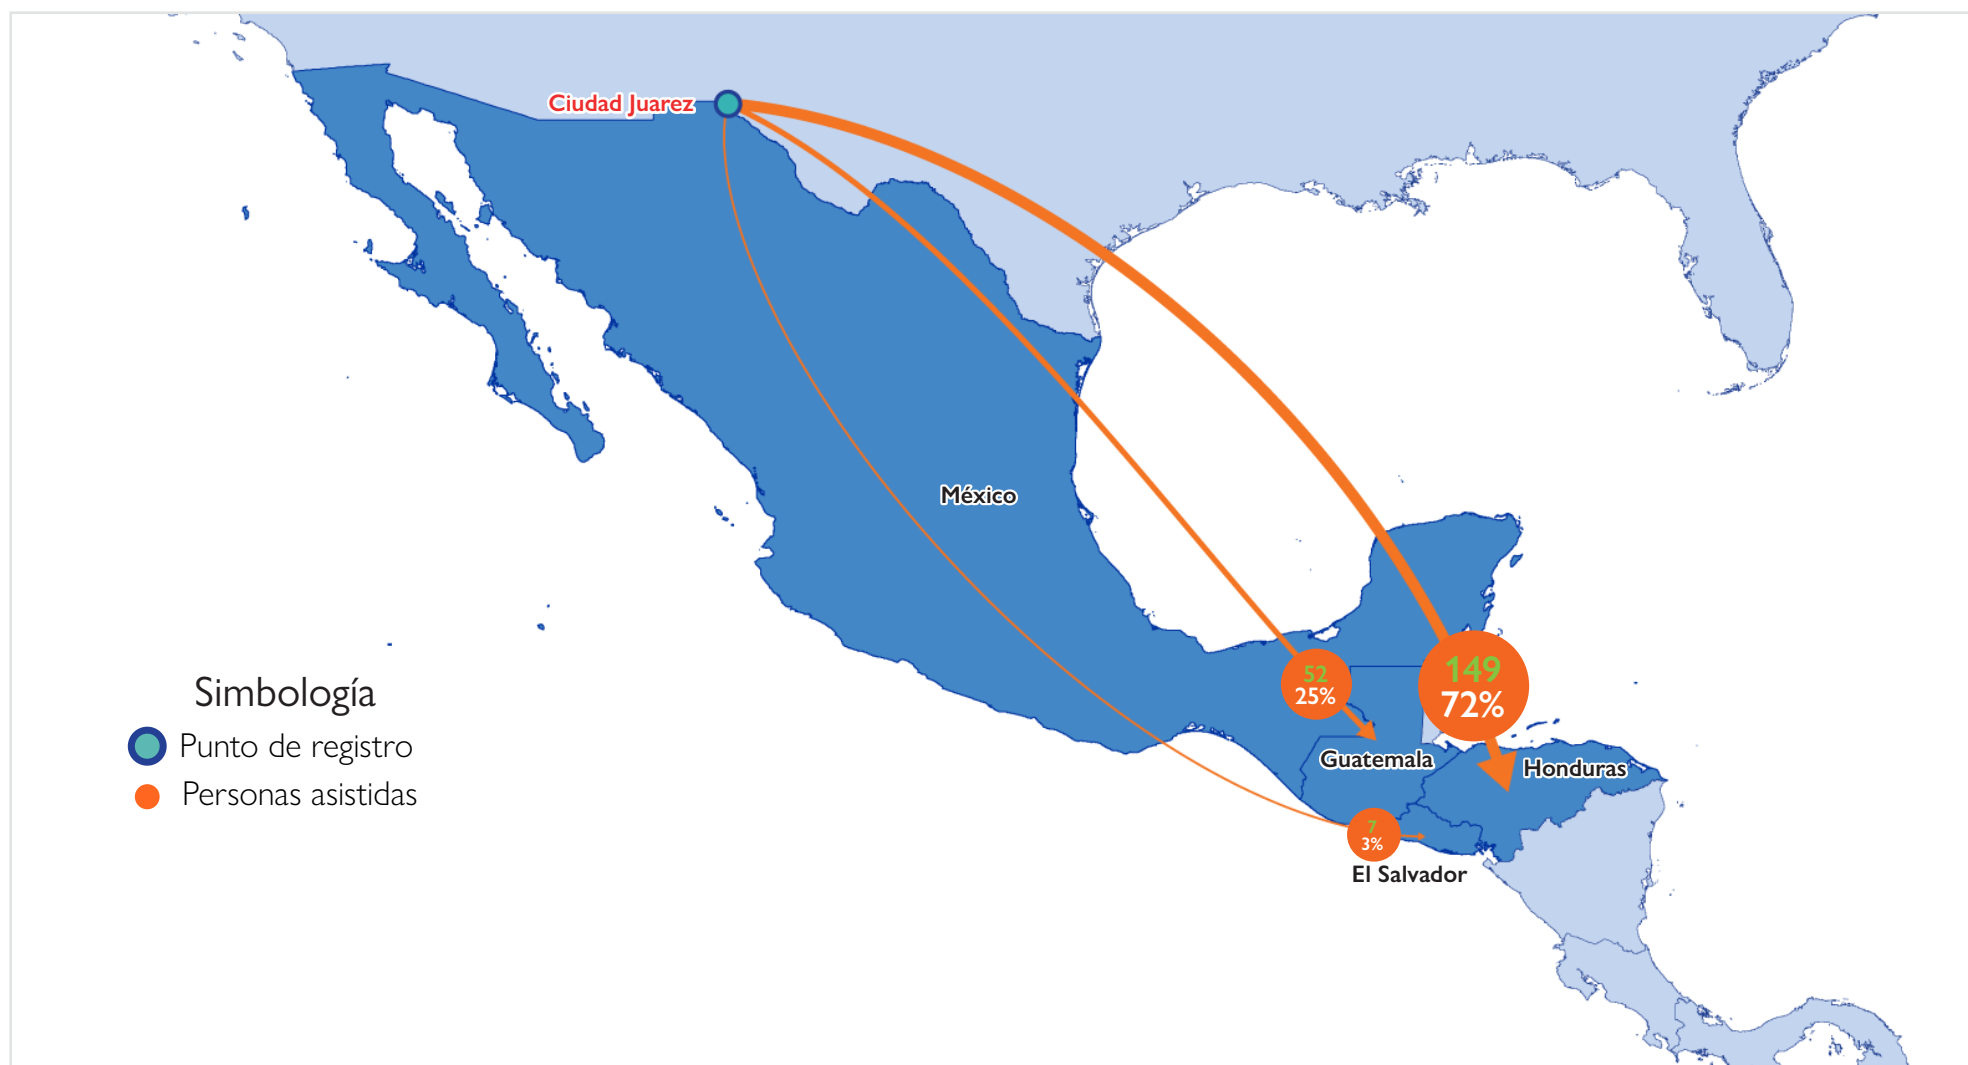 Ciudad Juarez
México
52
25%
149
72%
Guatemala
Honduras
7
3%
El Salvador
Simbología
Punto de registro
Personas asistidas